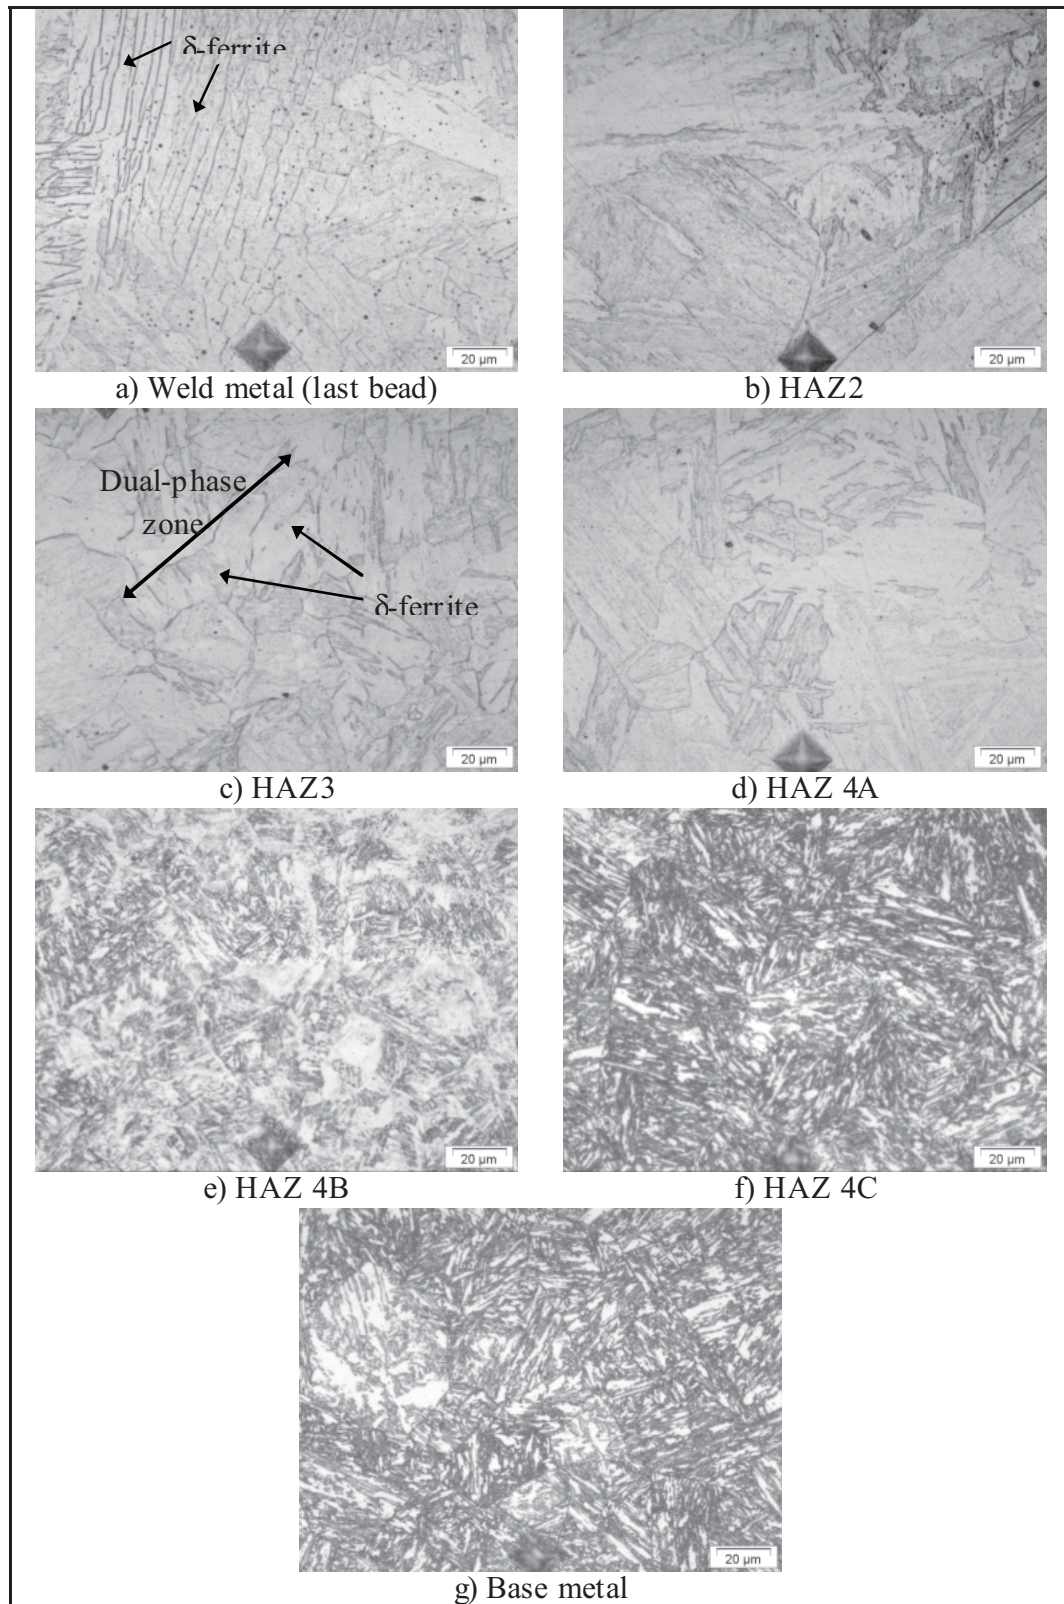 δ-ferrite
20 µm
20 µm
a) Weld metal (last bead)
b) HAZ2
Dual-phase
zone
δ-ferrite
20 µm
20 µm
c) HAZ3
d) HAZ 4A
20 µm
20 µm
e) HAZ 4B
f) HAZ 4C
20 µm
g) Base metal